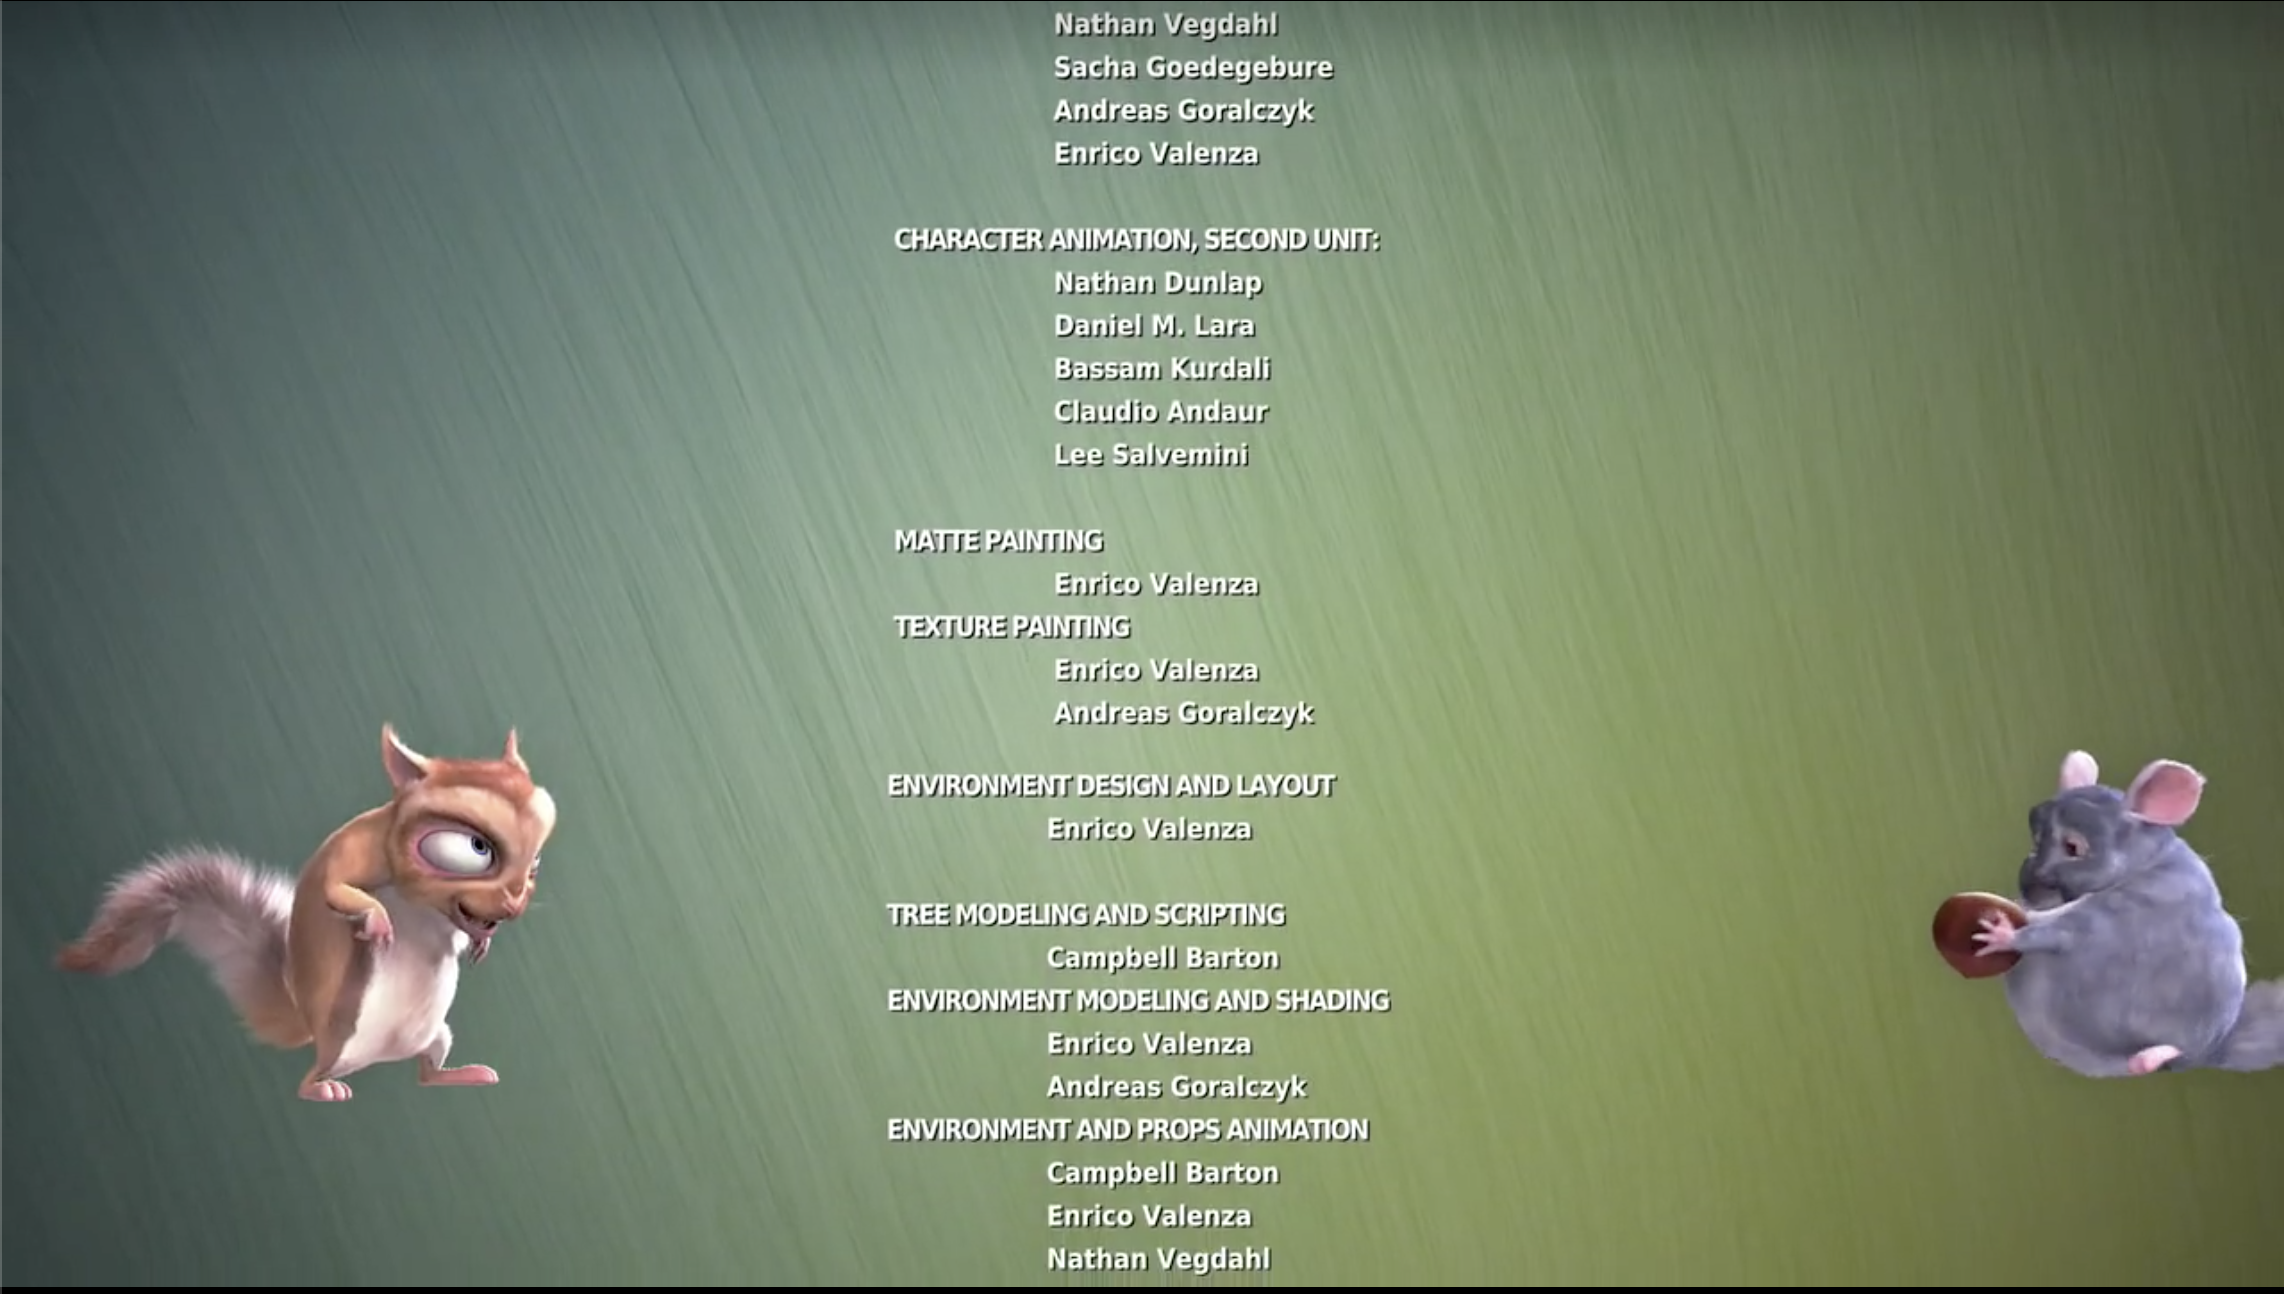 Nathan Vegdahl
Sacha Goedegebure
Andreas Goralczyk
Enrico Valenza
CHARACTER ANIMATION, SECOND UNIT:
Nathan Dunlap
Daniel M. Lara
Bassam Kurdali
Claudio Andaur
Lee Salvemini
MATTE PAINTING
Enrico Valenza
TEXTURE PAINTING
Enrico Valenza
Andreas Goralczyk
ENVIRONMENT DESIGN AND LAYOUT
Enrico Valenza
TREE MODELING AND SCRIPTING
Campbell Barton
ENVIRONMENT MODELING AND SHADING
Enrico Valenza
Andreas Goralczyk
ENVIRONMENT AND PROPS ANIMATION
Campbell Barton
Enrico Valenza
Nathan Vegdahl